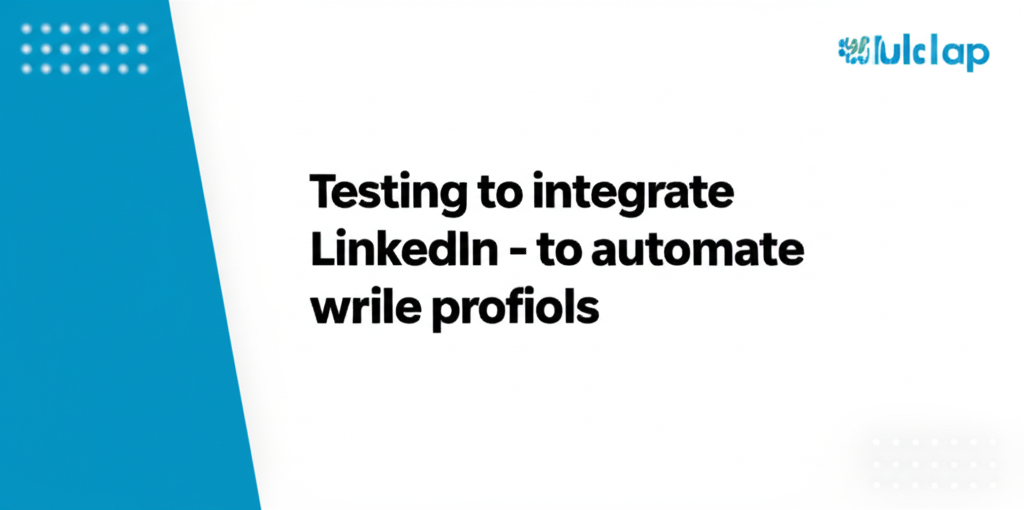 Testing to integrate
LinkedIn - to automate
wrile profiols